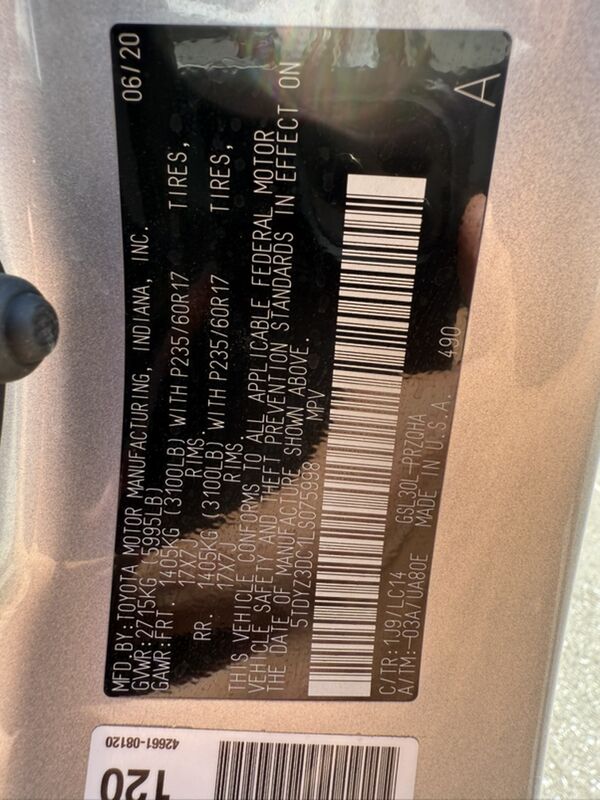 MFD.BY:TOYOTA MOTOR MANUFACTURING, INDIANA, INC. 06/20
GVWR:2715KG( 5995LB)
GAWR:FRT. 1405KG (3100LB) WITH P235/60R17 TIRES,
17X7J RIMS.
RR. 1405KG (3100LB) WITH P235/60R17 TIRES,
17X7J RIMS.
THIS VEHICLE CONFORMS TO ALL APPLICABLE FEDERAL MOTOR
VEHICLE SAFETY AND THEFT PREVENTION STANDARDS IN EFFECT ON
THE DATE OF MANUFACTURE SHOWN ABOVE.
5TDYZ3DC1LS075998 MPV
A
C/TR:1J9/LC14 GSL30L-PRZQHA 490
A/TM:-03A/UA80E MADE IN U.S.A.
42661-08120
120